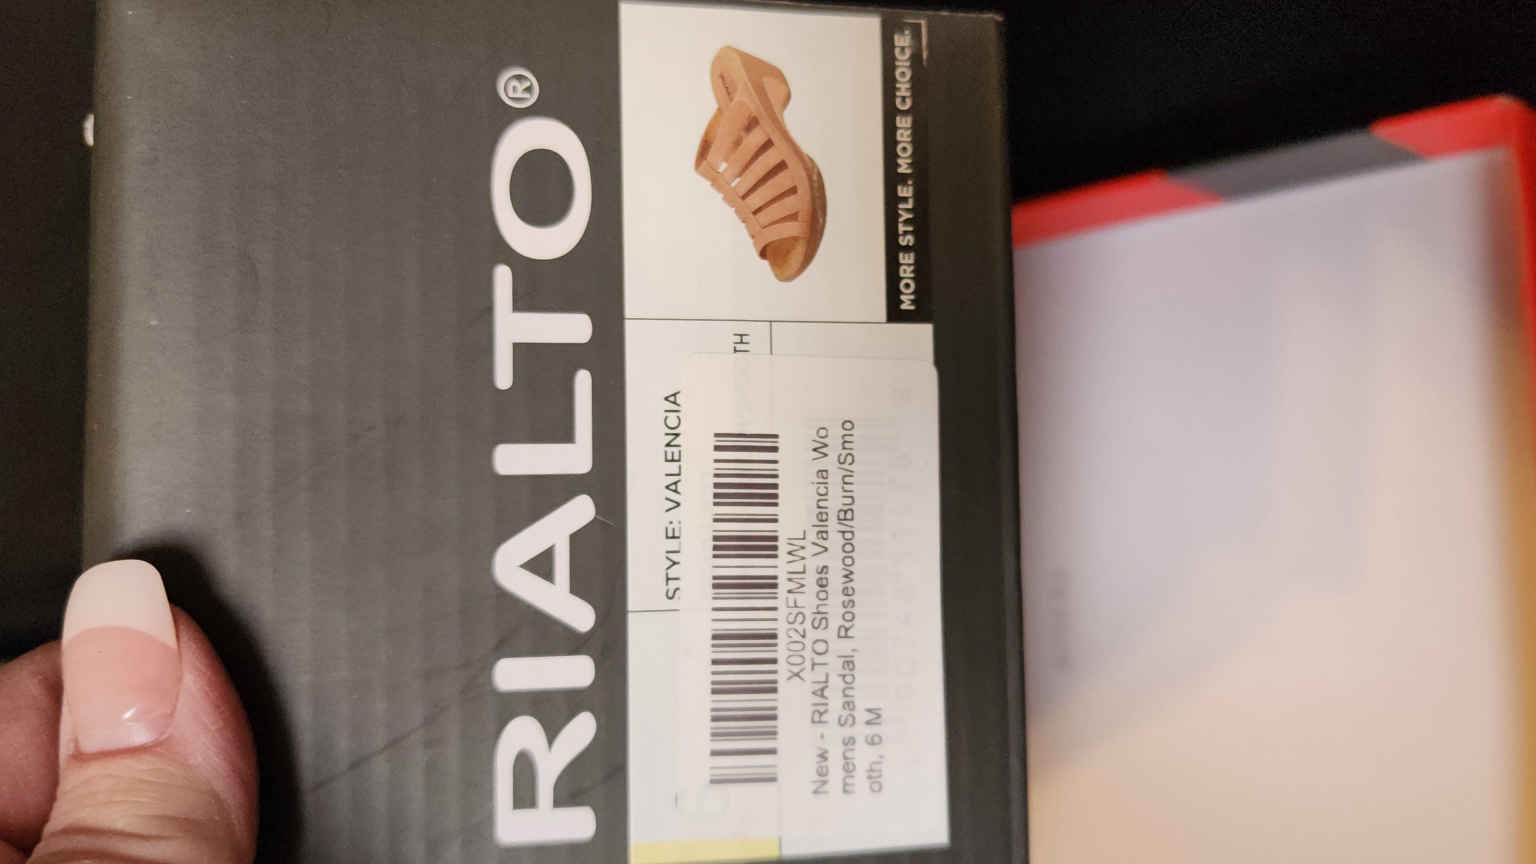 RIALTO®
MORE STYLE. MORE CHOICE.
STYLE: VALENCIA
TH
X002SFMLWL
New - RIALTO Shoes Valencia Wo
mens Sandal, Rosewood/Burn/Smo
oth, 6 M